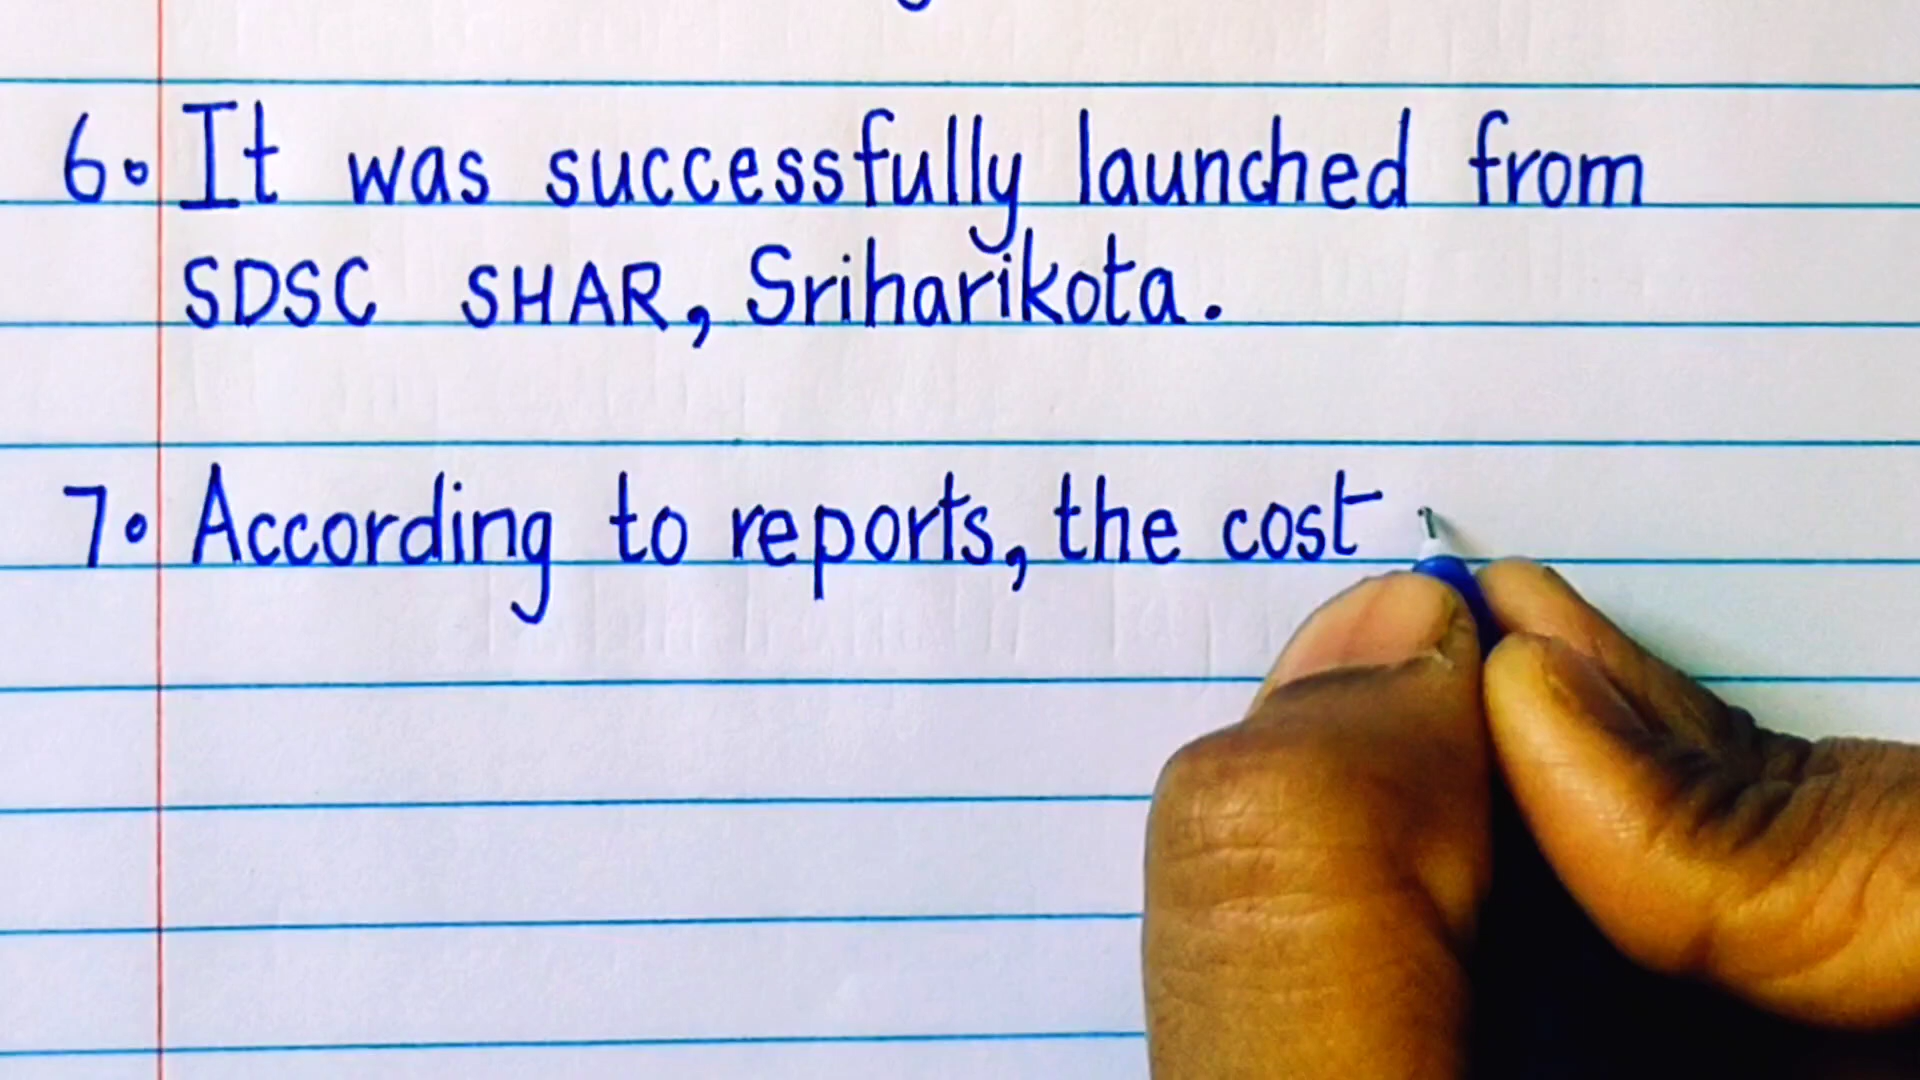 6. It was successfully launched from
SDSC SHAR, Sriharikota.
7. According to reports, the cost